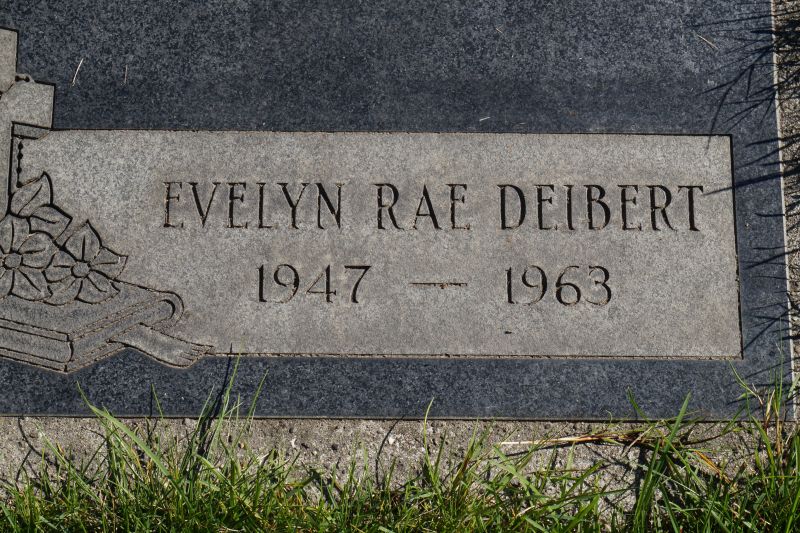 EVELYN RAE DEIBERT
1947 — 1963